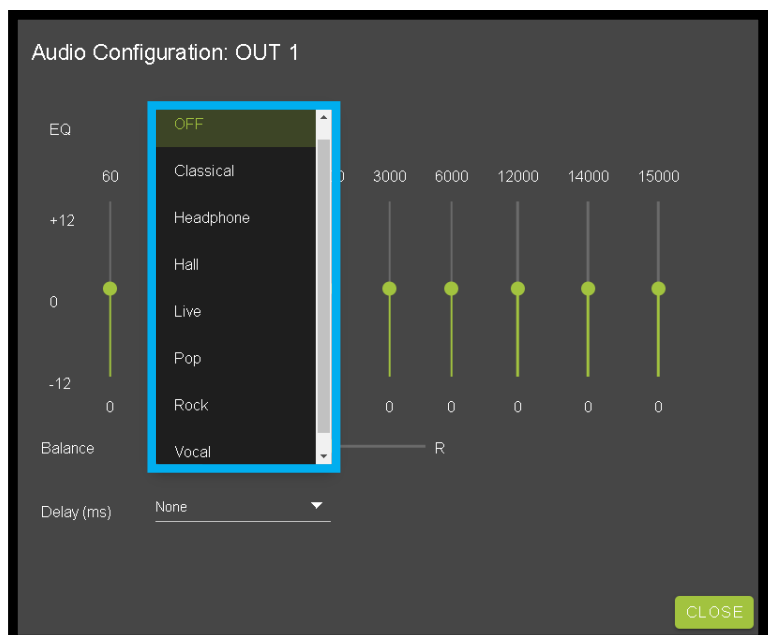 Audio Configuration: OUT 1
EQ
OFF
Classical
Headphone
Hall
Live
Pop
Rock
Vocal
60 3000 6000 12000 14000 15000
+12
0
-12
0 0 0 0 0 0
Balance R
Delay (ms) None
CLOSE